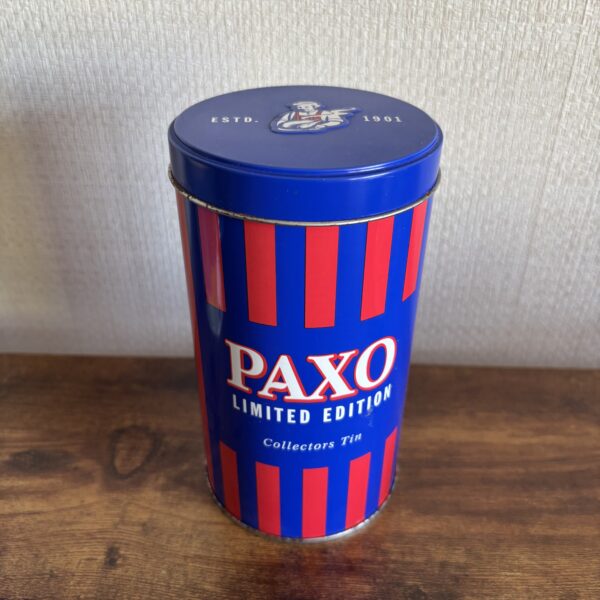 ESTD. 1901
PAXO
LIMITED EDITION
Collectors Tin